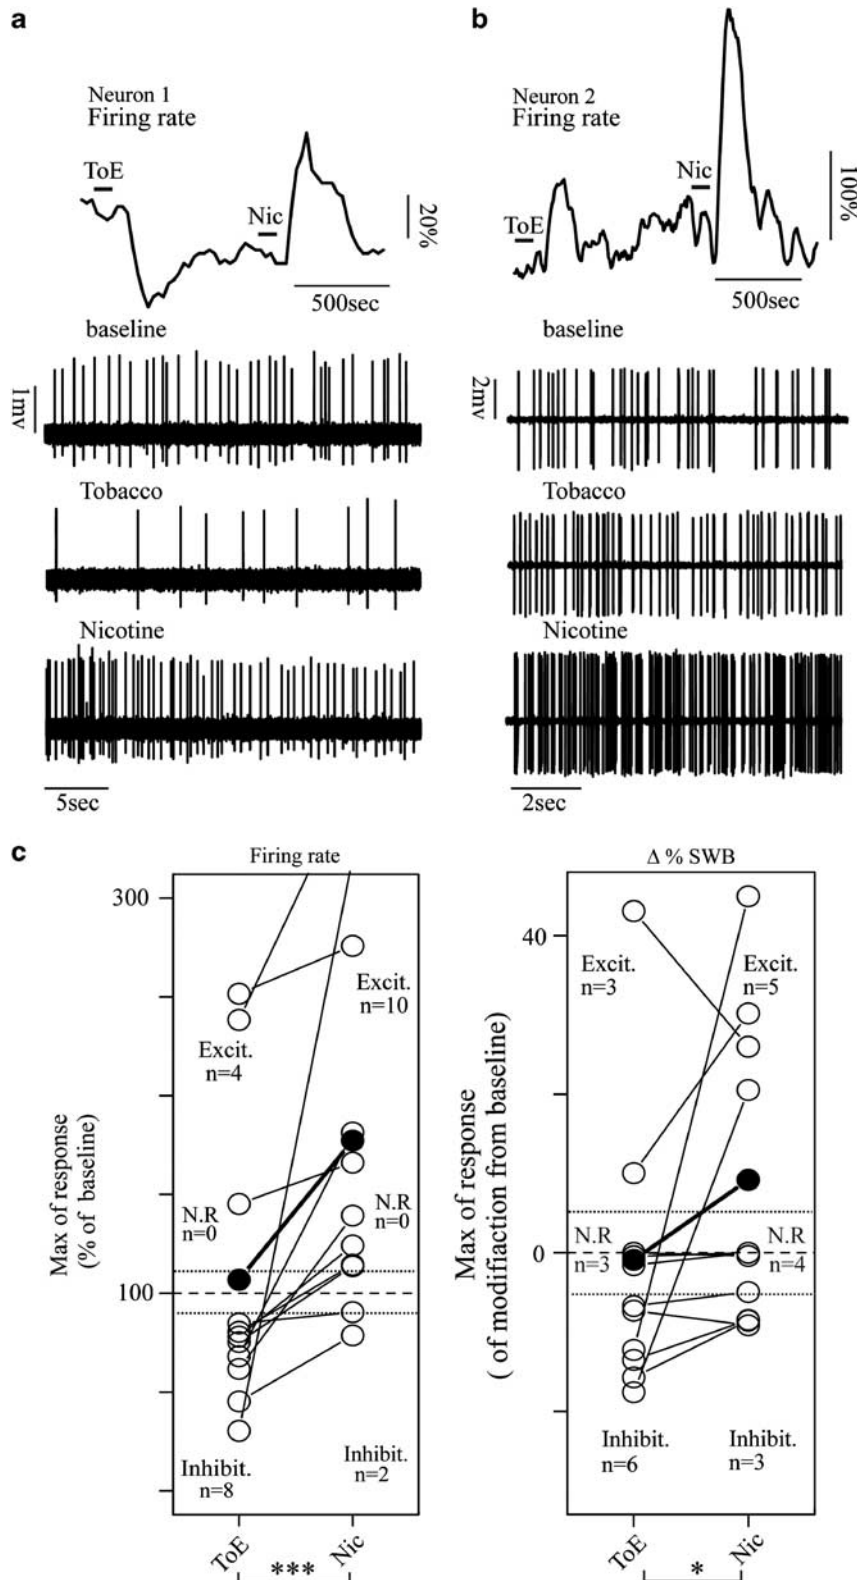 a
b
Neuron 1
Firing rate
ToE
Nic
20%
500sec
Neuron 2
Firing rate
ToE
Nic
100%
500sec
baseline
1mv
Tobacco
Nicotine
5sec
baseline
2mv
Tobacco
Nicotine
2sec
c
Firing rate
Max of response
(% of baseline)
300
100
Excit.
n=4
Excit.
n=10
N.R
n=0
N.R
n=0
Inhibit.
n=8
Inhibit.
n=2
ToE
Nic
***
Δ % SWB
Max of response
( of modifiaction from baseline)
40
0
Excit.
n=3
Excit.
n=5
N.R
n=3
N.R
n=4
Inhibit.
n=6
Inhibit.
n=3
ToE
Nic
*